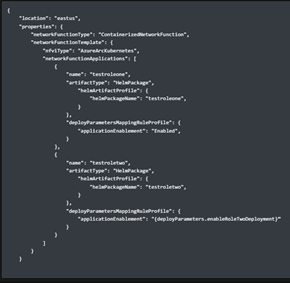 {
"location": "eastus",
"properties": {
"networkFunctionType": "ContainerizedNetworkFunction",
"networkFunctionTemplate": {
"nfviType": "AzureArcKubernetes",
"networkFunctionApplications": [
{
"name": "testroleone",
"artifactType": "HelmPackage",
"helmArtifactProfile": {
"helmPackageName": "testroleone",
}
},
"deployParametersMappingRuleProfile": {
"applicationEnablement": "Enabled",
}
},
{
"name": "testroletwo",
"artifactType": "HelmPackage",
"helmArtifactProfile": {
"helmPackageName": "testroletwo",
}
},
"deployParametersMappingRuleProfile": {
"applicationEnablement": "{deployParameters.enableRoleTwoDeployment}"
}
}
]
}
}